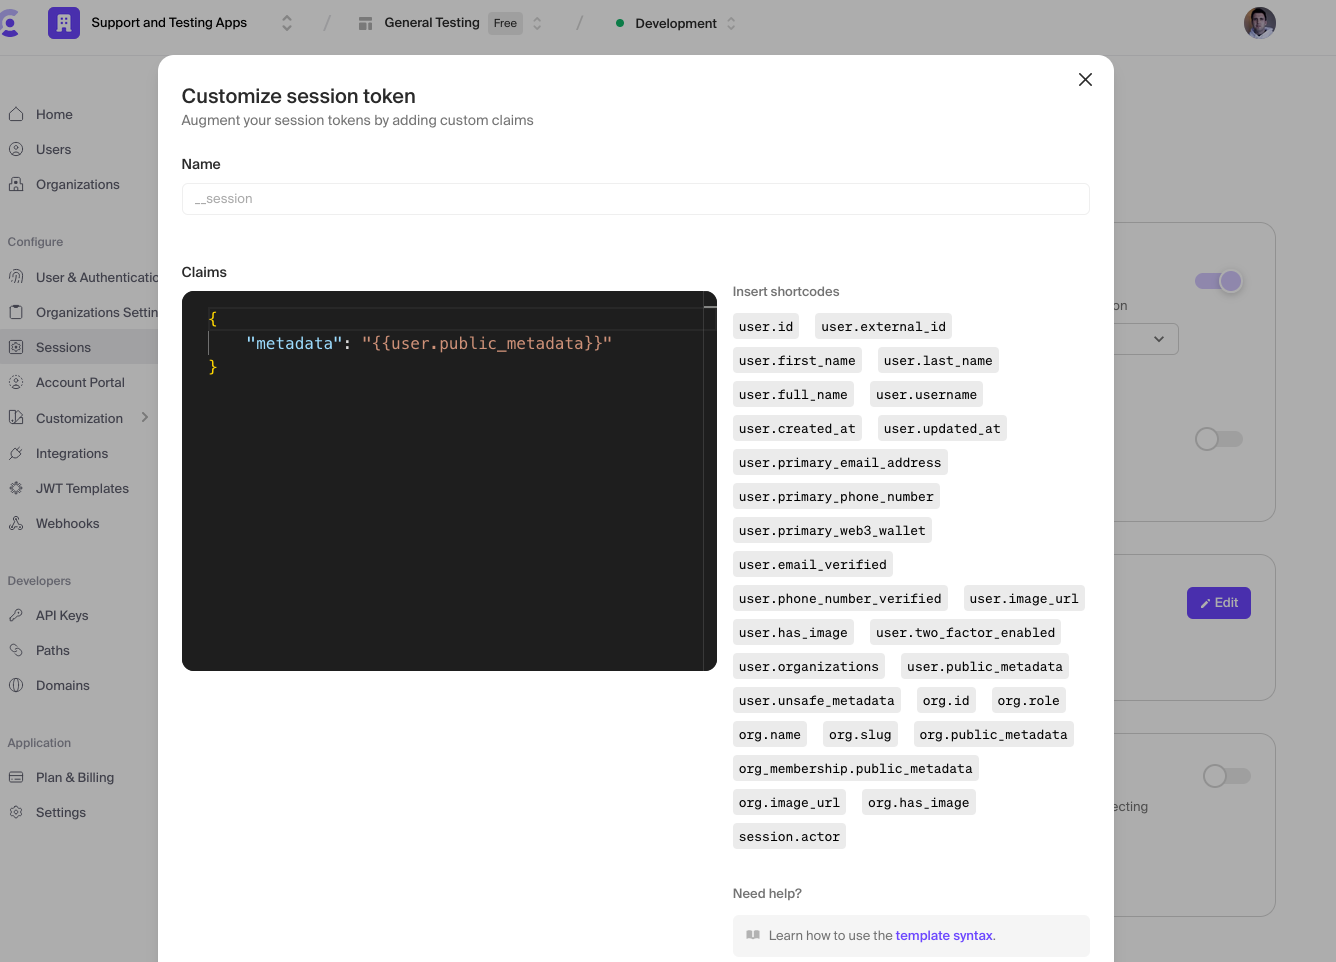 Support and Testing Apps / General Testing Free / Development
Home
Users
Organizations
Configure
User & Authenticatio
Organizations Settin
Sessions
Account Portal
Customization
Integrations
JWT Templates
Webhooks
Developers
API Keys
Paths
Domains
Application
Plan & Billing
Settings
Customize session token
Augment your session tokens by adding custom claims
Name
__session
Claims
{
"metadata": "{{user.public_metadata}}"
}
Insert shortcodes
user.id user.external_id
user.first_name user.last_name
user.full_name user.username
user.created_at user.updated_at
user.primary_email_address
user.primary_phone_number
user.primary_web3_wallet
user.email_verified
user.phone_number_verified user.image_url
user.has_image user.two_factor_enabled
user.organizations user.public_metadata
user.unsafe_metadata org.id org.role
org.name org.slug org.public_metadata
org_membership.public_metadata
org.image_url org.has_image
session.actor
Need help?
Learn how to use the template syntax.
on
Edit
ecting